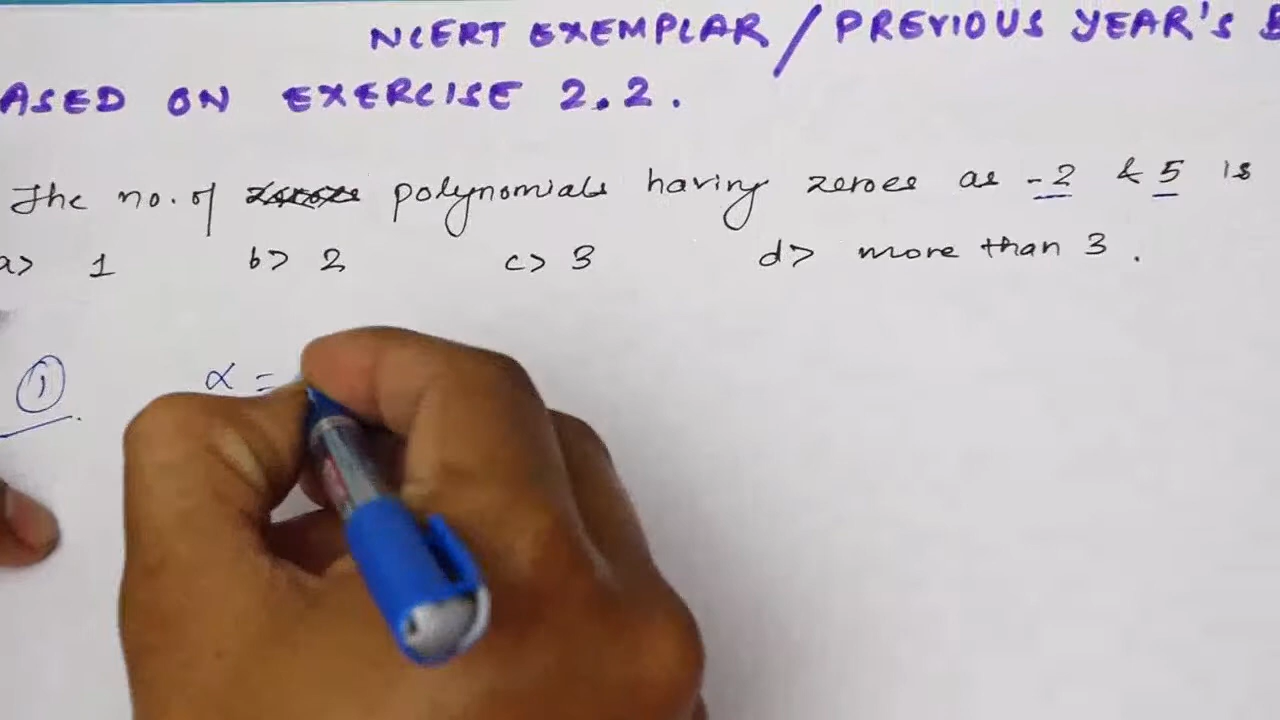 NCERT EXEMPLAR / PREVIOUS YEAR'S
ASED ON EXERCISE 2.2.
The no. of polynomials having zeroes as -2 & 5 is
a> 1 b> 2 c> 3 d> more than 3.
① α =